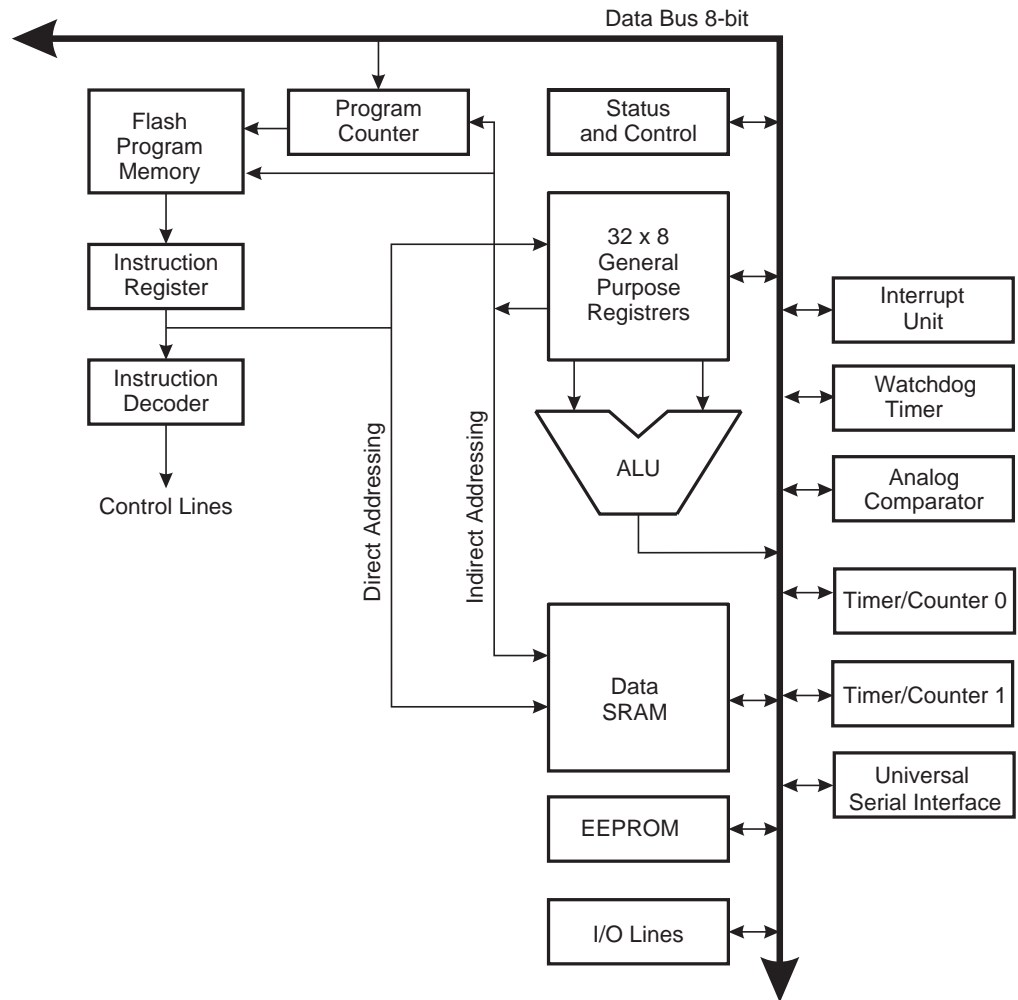 Data Bus 8-bit
Flash
Program
Memory
Program
Counter
Status
and Control
32 x 8
General
Purpose
Registrers
Instruction
Register
Instruction
Decoder
Control Lines
Direct Addressing
Indirect Addressing
ALU
Interrupt
Unit
Watchdog
Timer
Analog
Comparator
Timer/Counter 0
Data
SRAM
Timer/Counter 1
Universal
Serial Interface
EEPROM
I/O Lines